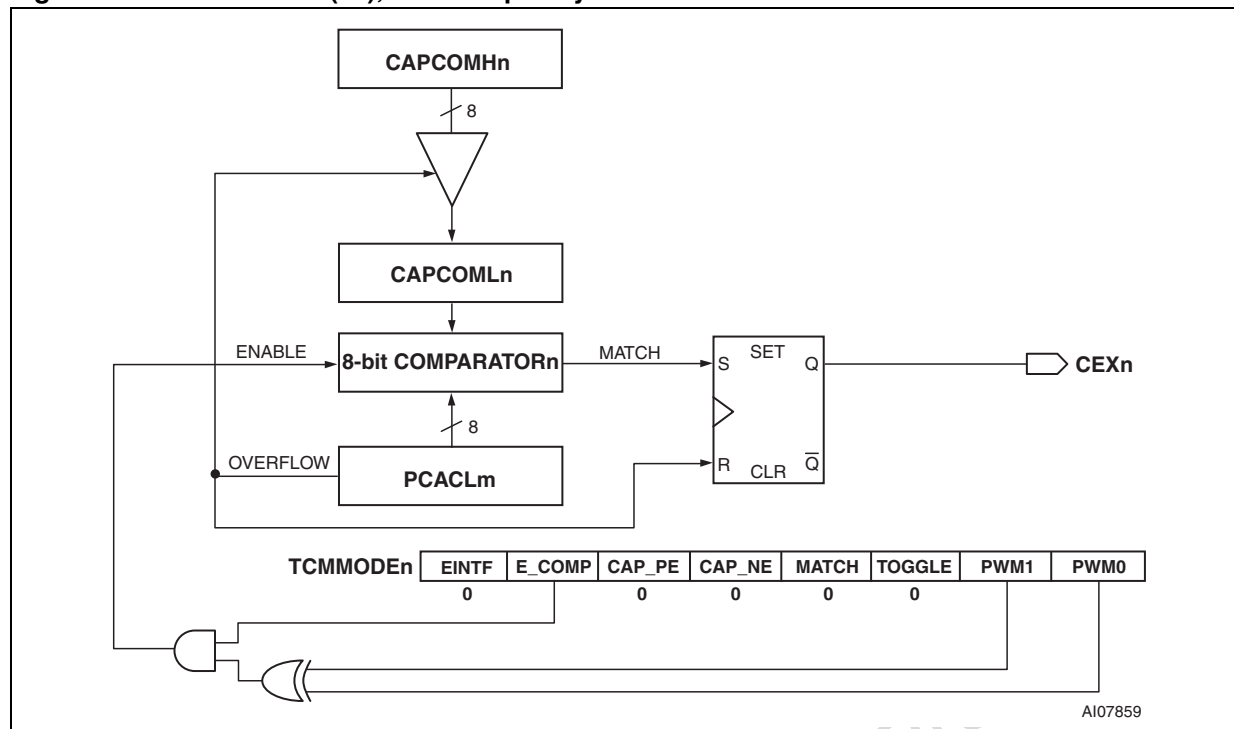 CAPCOMHn
8
CAPCOMLn
ENABLE
8-bit COMPARATORn
MATCH
S SET Q
CEXn
8
OVERFLOW
PCACLm
R CLR Q̅
TCMMODEn EINTF E_COMP CAP_PE CAP_NE MATCH TOGGLE PWM1 PWM0
0 0 0 0 0
AI07859